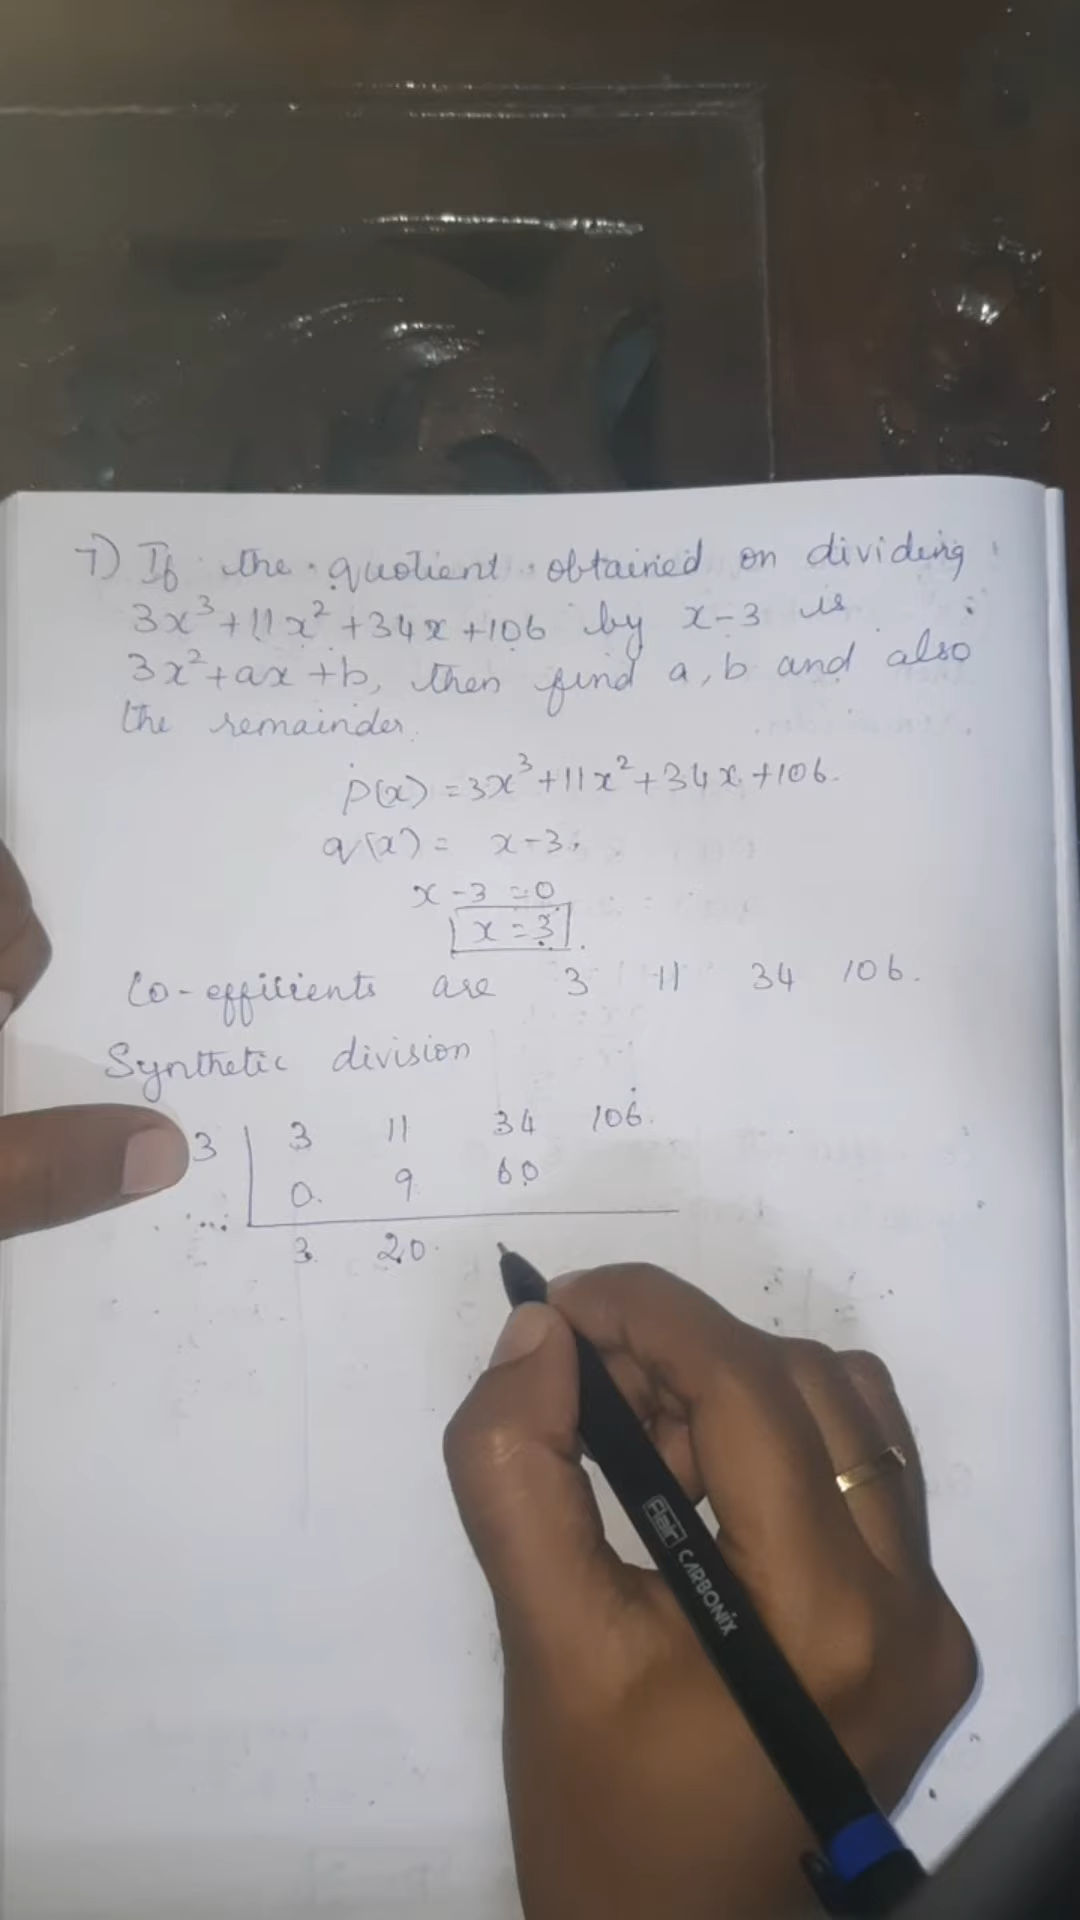 7) If the quotient obtained on dividing
3x³+11x²+34x+106 by x-3 is
3x²+ax+b, then find a, b and also
the remainder.
p(x) = 3x³+11x²+34x+106.
q(x) = x-3.
x-3 = 0
x = 3.
Co-efficients are 3 11 34 106.
Synthetic division
3 3 11 34 106.
0. 9. 60
3. 20.
Flair CARBONIX